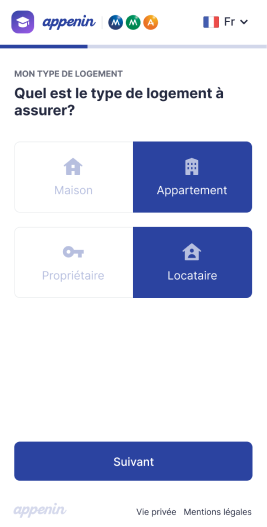 appenin M M A Fr
MON TYPE DE LOGEMENT
Quel est le type de logement à
assurer?
Maison Appartement
Propriétaire Locataire
Suivant
appenin Vie privée Mentions légales